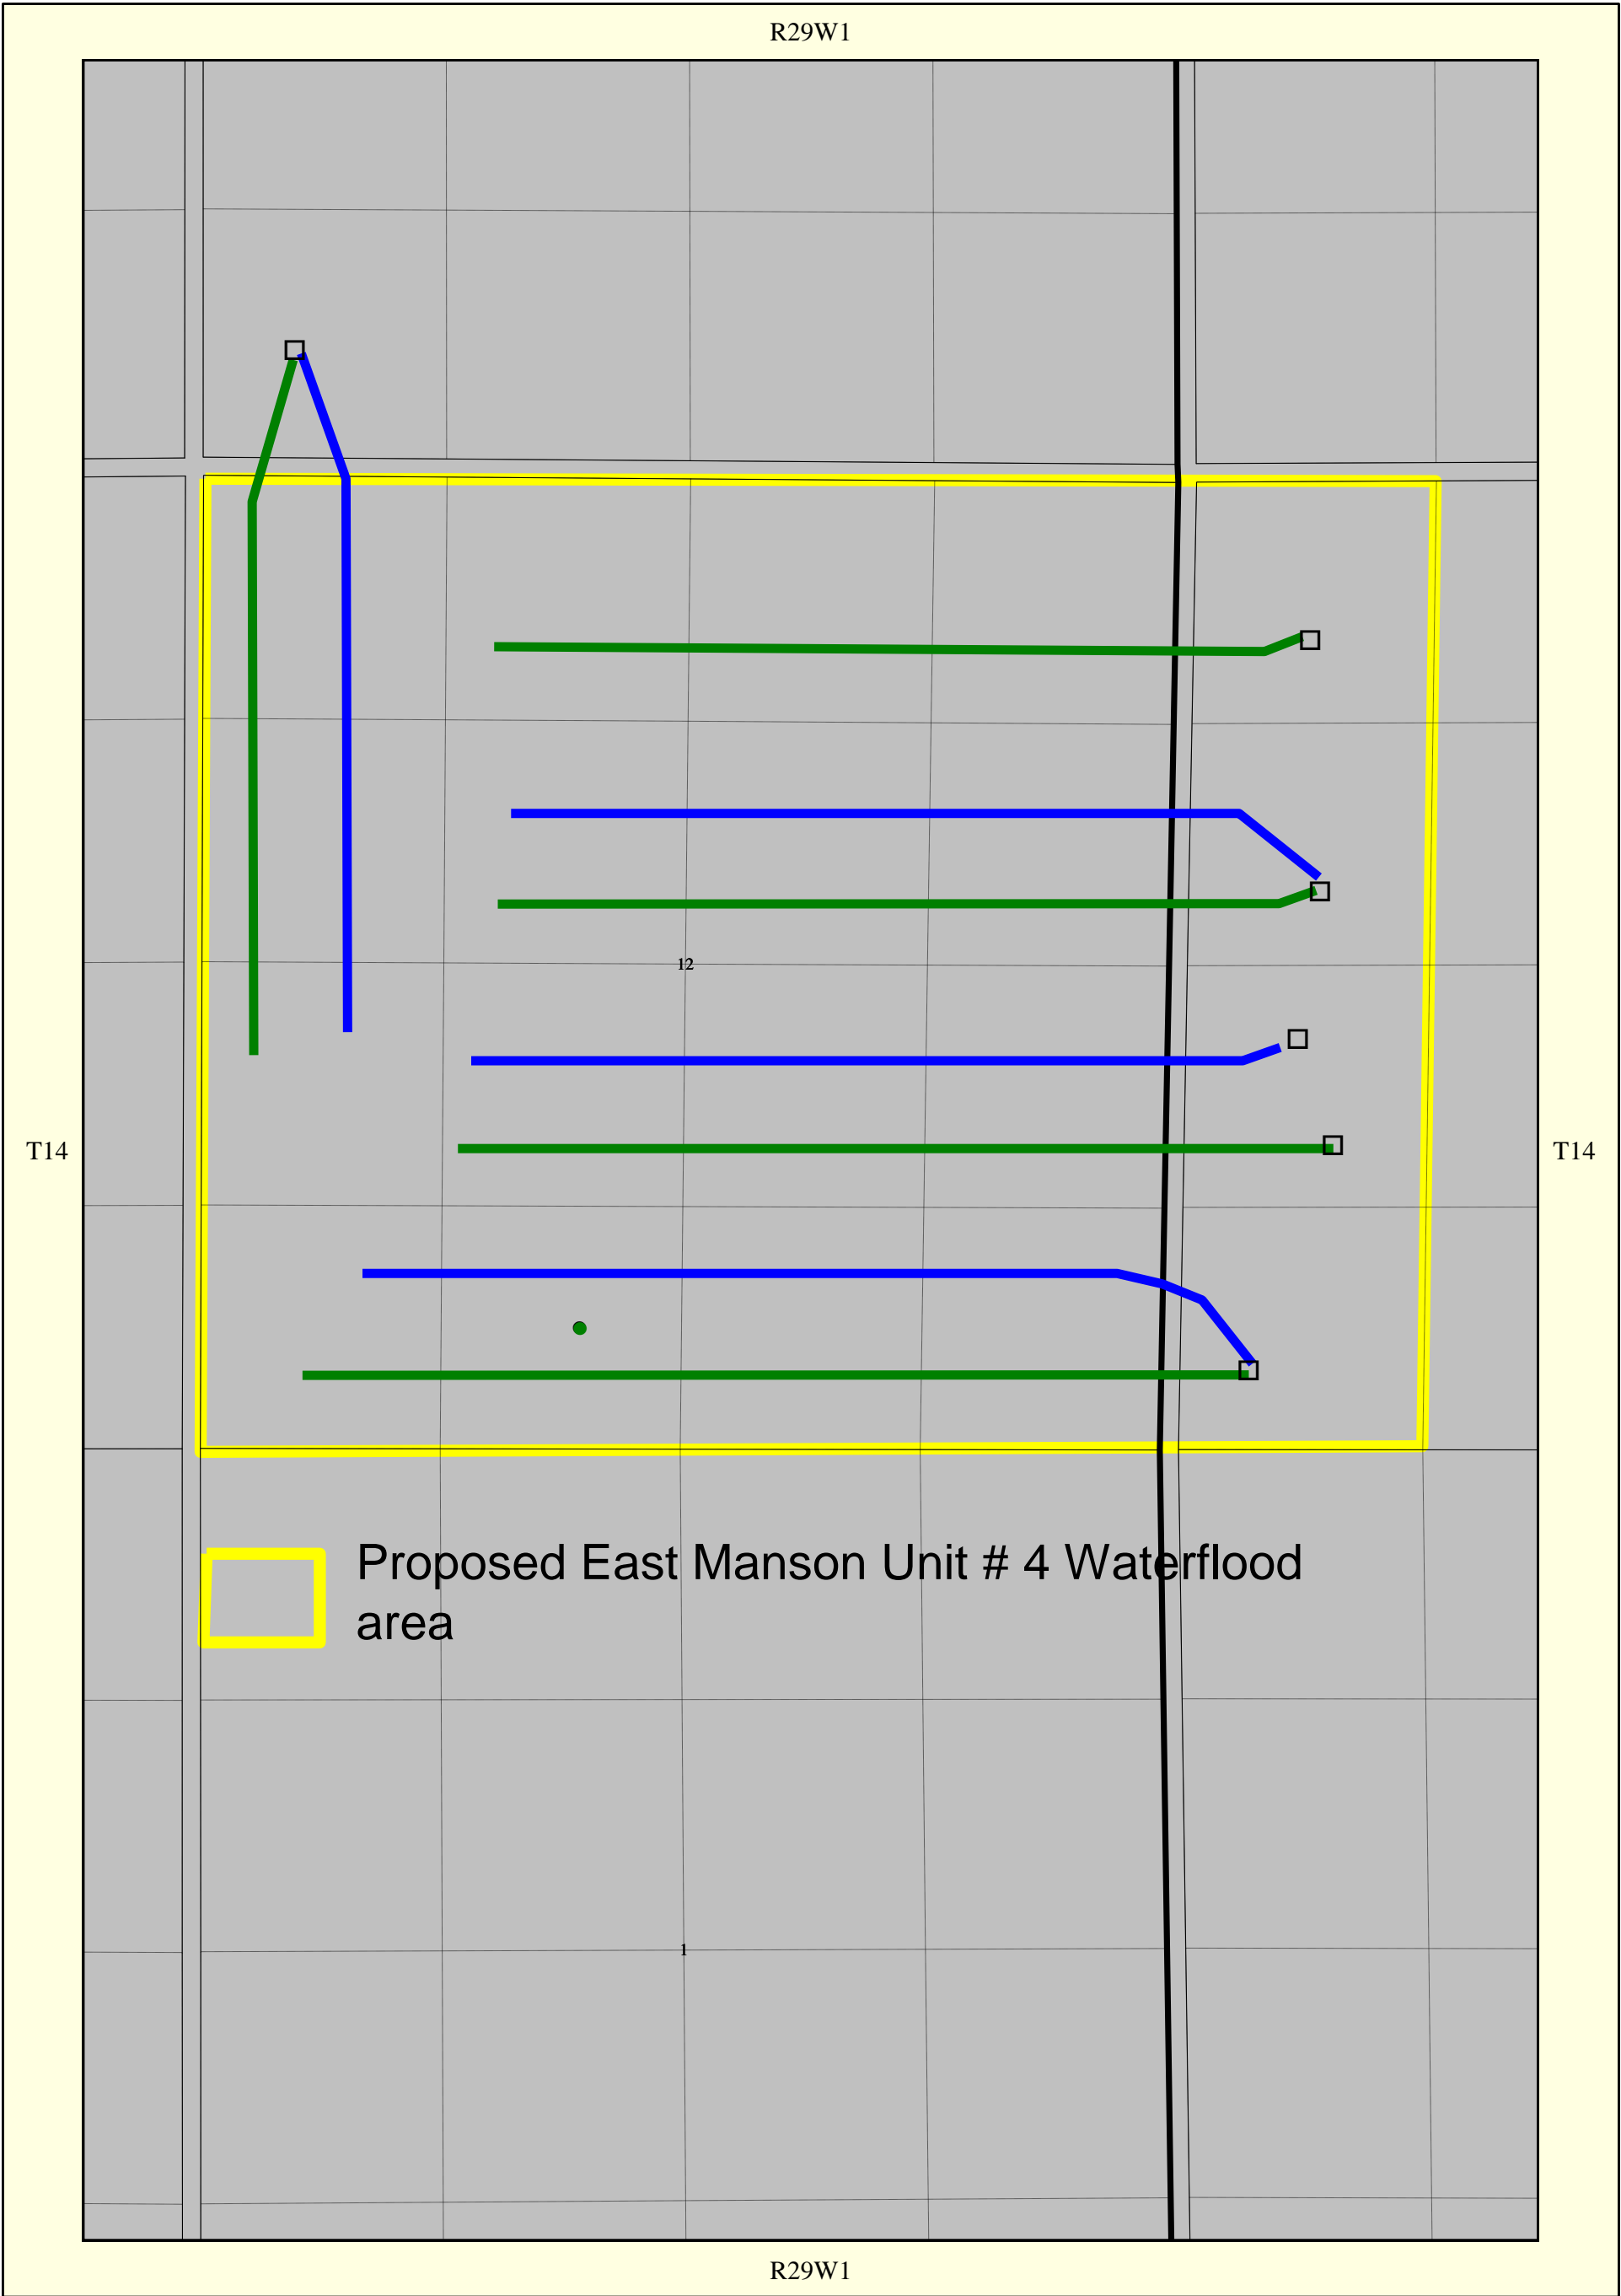 R29W1
12
T14
T14
Proposed East Manson Unit # 4 Waterflood
area
1
R29W1